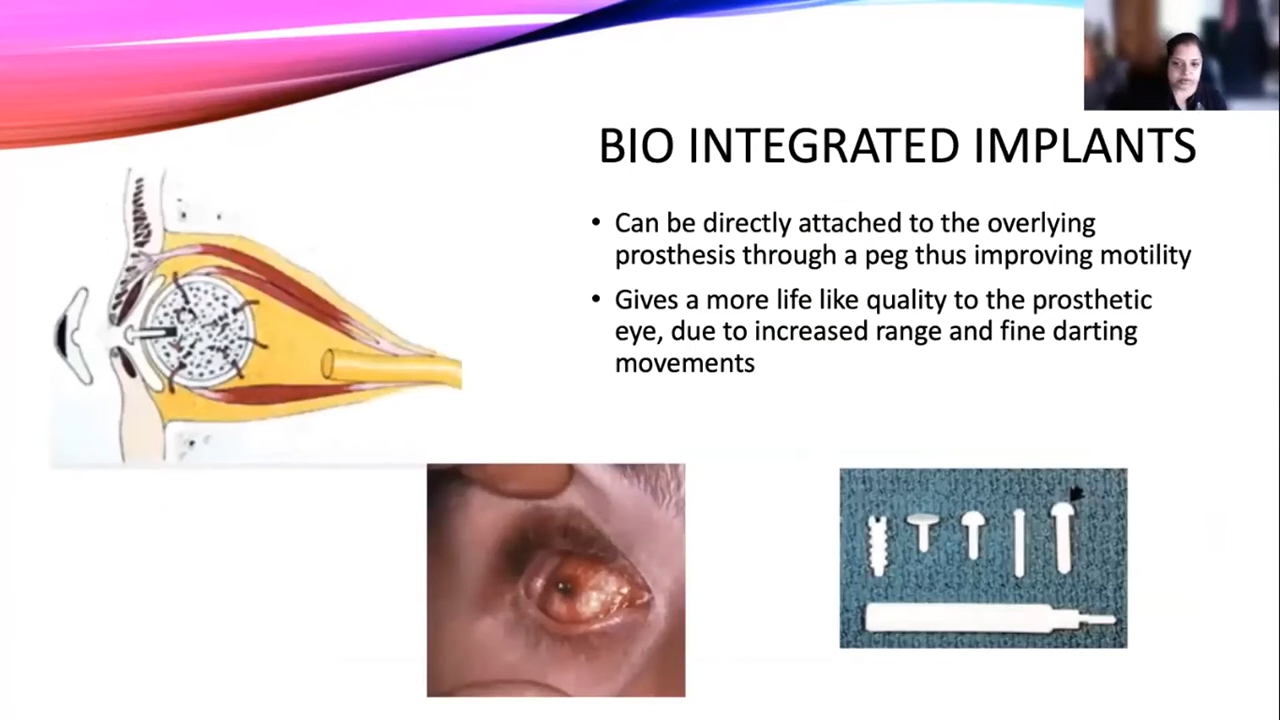 BIO INTEGRATED IMPLANTS
• Can be directly attached to the overlying
prosthesis through a peg thus improving motility
• Gives a more life like quality to the prosthetic
eye, due to increased range and fine darting
movements